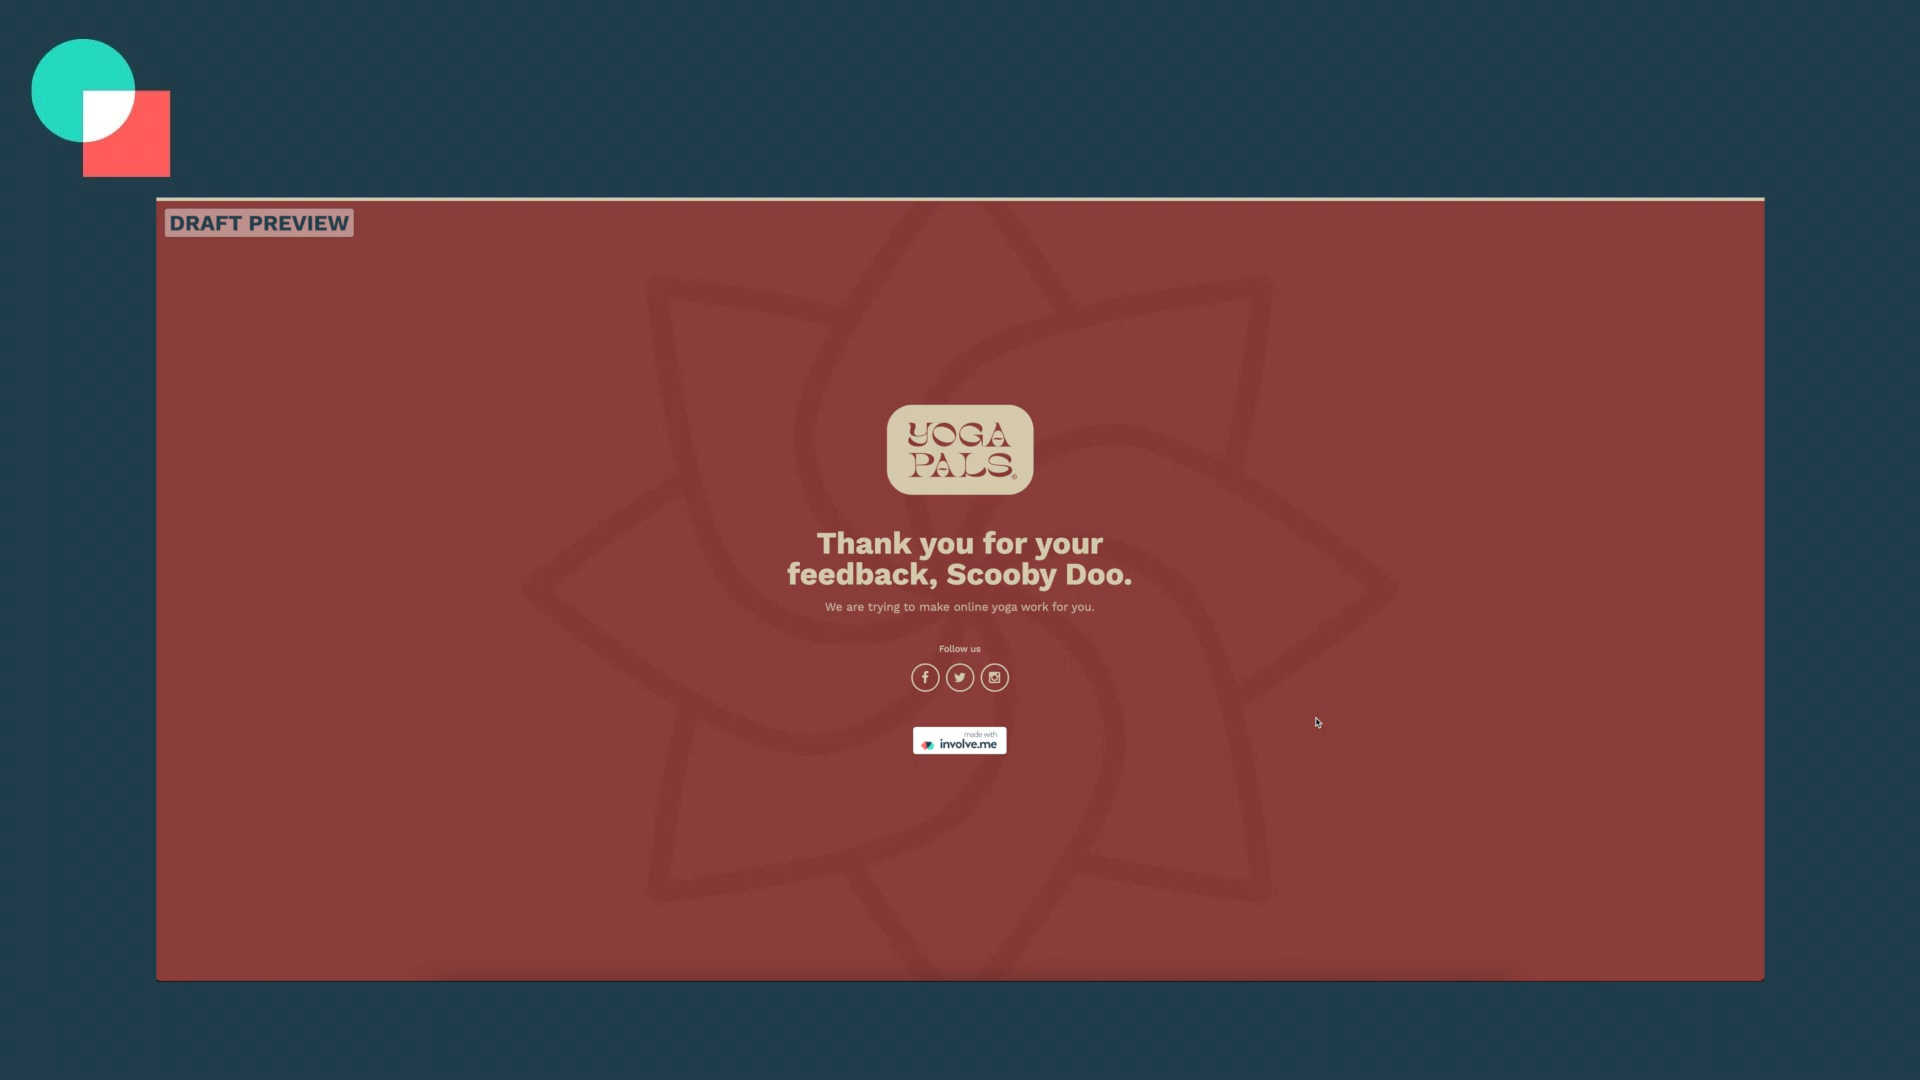 DRAFT PREVIEW
YOGA
PALS
Thank you for your
feedback, Scooby Doo.
We are trying to make online yoga work for you.
Follow us
made with
involve.me